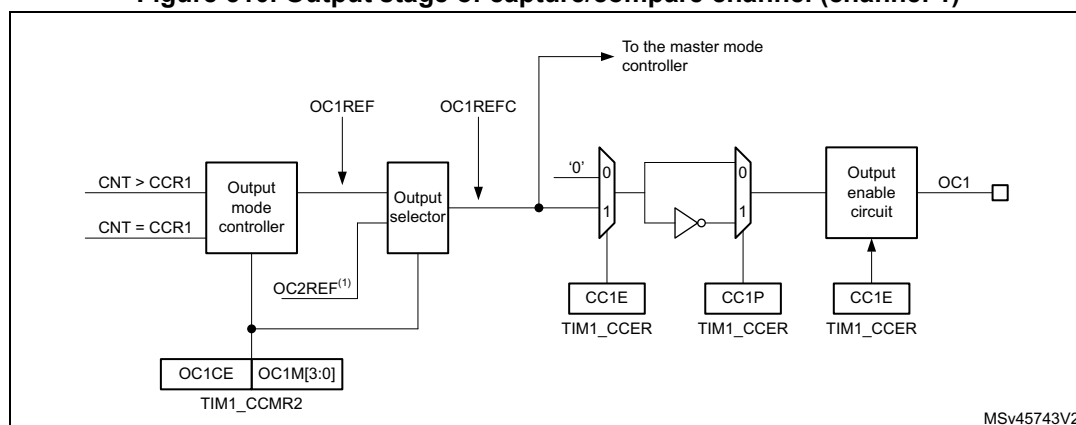 Figure 310. Output stage of capture/compare channel (channel 1)
To the master mode
controller
OC1REF
OC1REFC
CNT > CCR1
CNT = CCR1
Output
mode
controller
Output
selector
OC2REF(1)
'0'
0
1
0
1
Output
enable
circuit
OC1
CC1E
TIM1_CCER
CC1P
TIM1_CCER
CC1E
TIM1_CCER
OC1CE
OC1M[3:0]
TIM1_CCMR2
MSv45743V2